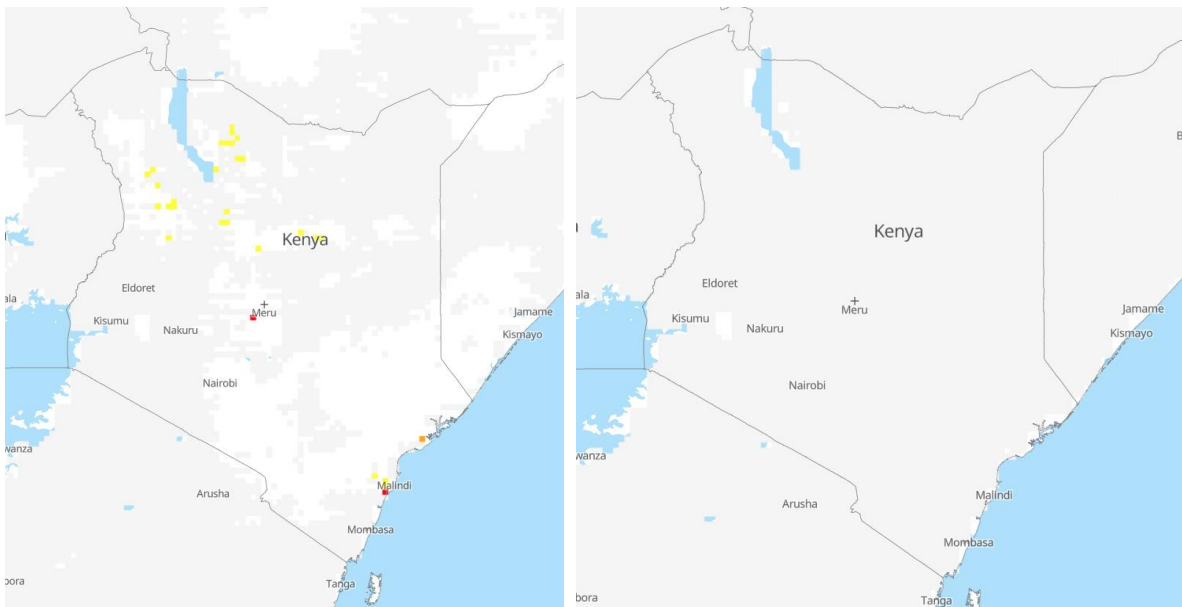 Kenya
Eldoret
ala
Meru
Kisumu
Nakuru
Jamame
Kismayo
Nairobi
wanza
Arusha
Malindi
Mombasa
bora
Tanga
B
Kenya
Eldoret
ala
Meru
Kisumu
Nakuru
Jamame
Kismayo
Nairobi
wanza
Arusha
Malindi
Mombasa
bora
Tanga